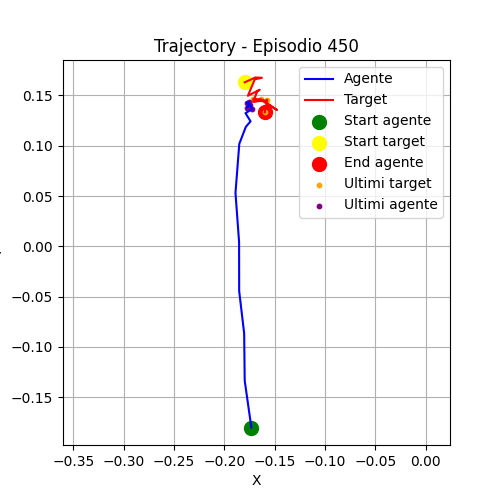 Trajectory - Episodio 450
Agente
Target
Start agente
Start target
End agente
Ultimi target
Ultimi agente
0.15
0.10
0.05
0.00
−0.05
−0.10
−0.15
−0.35
−0.30
−0.25
−0.20
−0.15
−0.10
−0.05
0.00
X